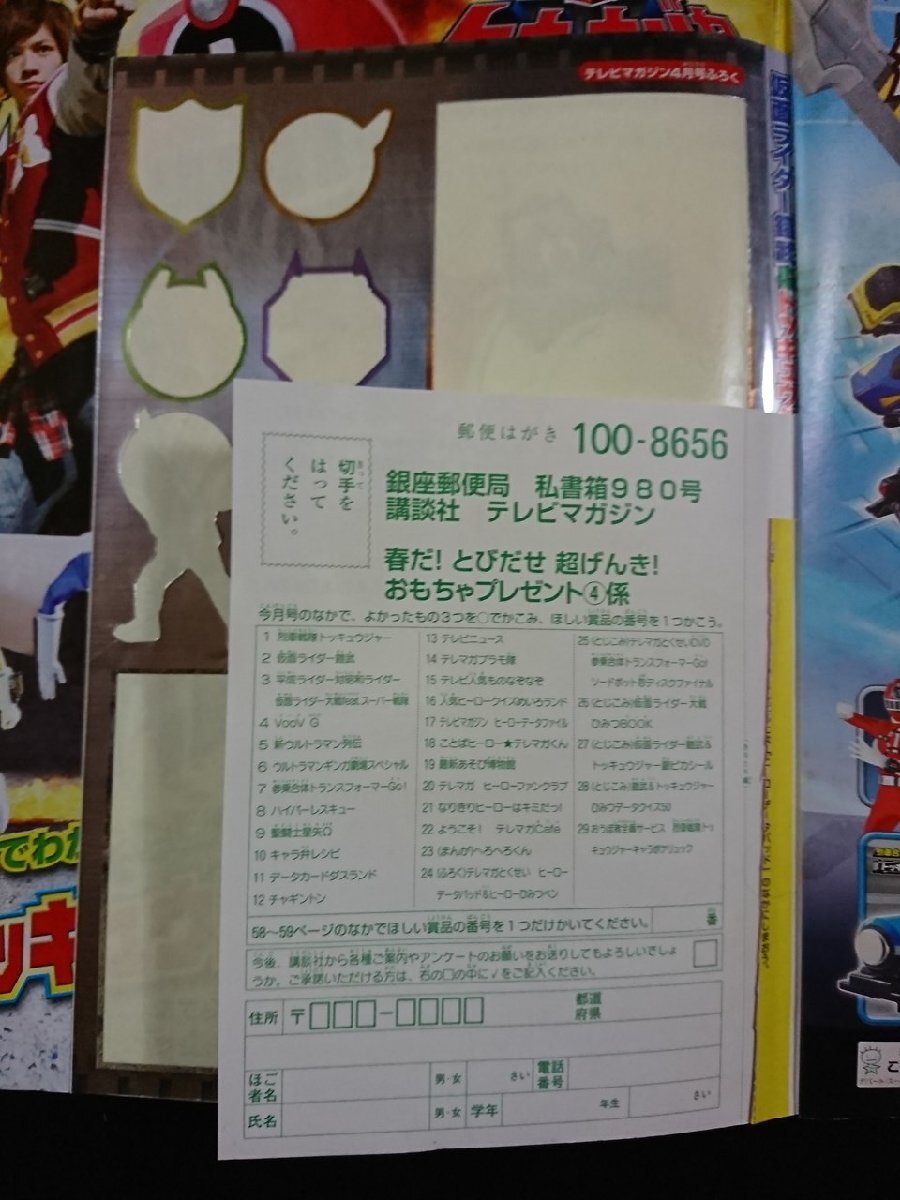 テレビマガジン4月号ふろく
郵便はがき 100-8656
切手を
はって
ください。
銀座郵便局 私書箱980号
講談社 テレビマガジン
春だ! とびだせ 超げんき!
おもちゃプレゼント④係
今月号のなかで、よかったもの3つを○でかこみ、ほしい賞品の番号を1つかこう。
1 烈車戦隊トッキュウジャー
2 仮面ライダー鎧武
3 平成ライダー対昭和ライダー
仮面ライダー大戦feat.スーパー戦隊
4 VooV G
5 新ウルトラマン列伝
6 ウルトラマンギンガ劇場スペシャル
7 参乗合体トランスフォーマーGo!
8 ハイパーレスキュー
9 聖闘士星矢Ω
10 キャラ弁レシピ
11 データカードダスランド
12 チャギントン
13 テレビニュース
14 テレマガプラモ隊
15 テレビ人気ものなぞなぞ
16 人気ヒーロークイズめいろランド
17 テレビマガジン ヒーローデータファイル
18 ことばヒーロー★テレマガくん
19 最新あそび博物館
20 テレマガ ヒーローファンクラブ
21 なりきりヒーローはキミだっ!
22 ようこそ! テレマガCafe
23 (まんが)へろへろくん
24 (ふろく)テレマガとくせい ヒーロー
データパッド&ヒーローひみつペン
25 (とじこみ)テレマガとくせいDVD
参乗合体トランスフォーマーGo!
ソードボット忍ディスクファイナル
26 (とじこみ)仮面ライダー大戦
ひみつBOOK
27 (とじこみ)仮面ライダー鎧武&
トッキュウジャー銀ピカシール
28 (とじこみ)鎧武&トッキュウジャー
ひみつデータクイズ50
29 おうぼ者全員サービス 烈車戦隊トッ
キュウジャーキャラポケリュック
58〜59ページのなかでほしい賞品の番号を1つだけかいてください。 番
今後、講談社から各種ご案内やアンケートのお願いをお送りしてもよろしいでしょ
うか。ご承諾いただける方は、右の□の中に✓をご記入ください。
住所 〒□□□-□□□□ 都道
府県
ほご
者名 男・女 さい 電話
番号
氏名 男・女 学年 年生 さい
でわ
ッキ